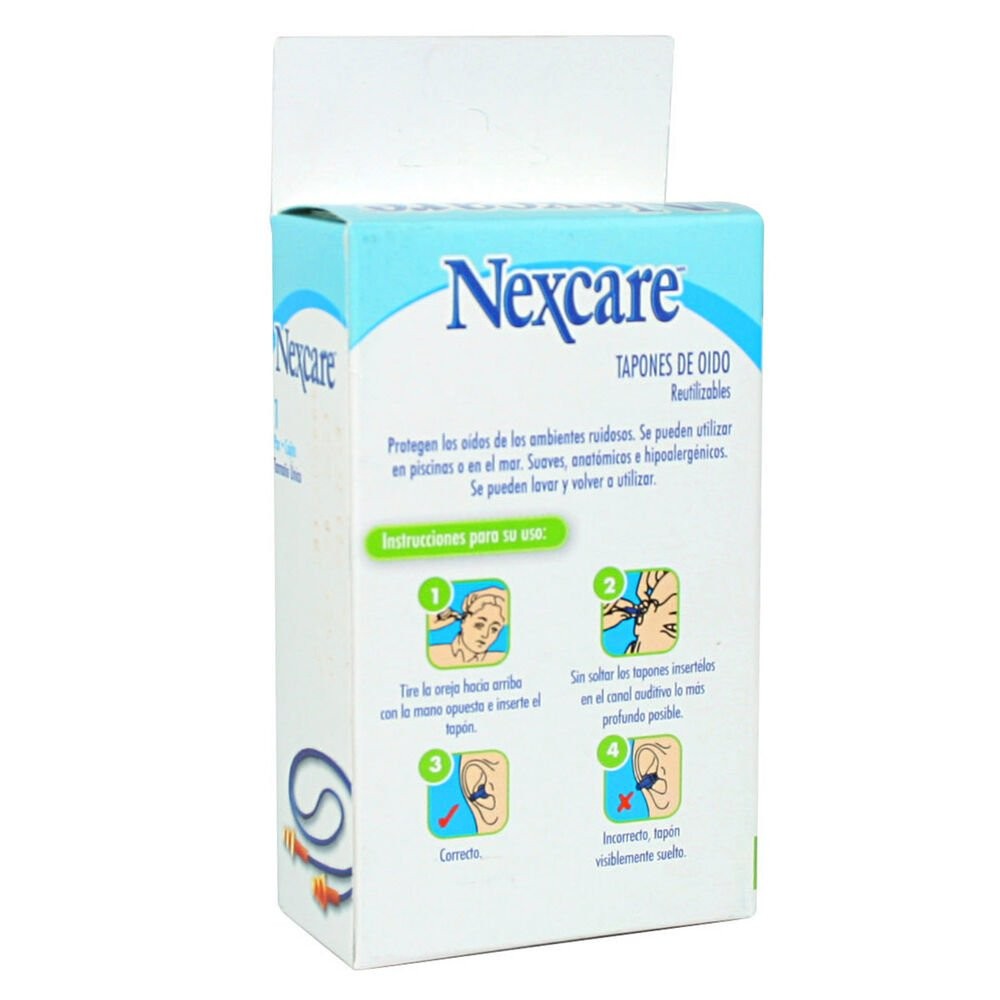 Nexcare
TAPONES DE OIDO
Reutilizables
Protegen los oídos de los ambientes ruidosos. Se pueden utilizar
en piscinas o en el mar. Suaves, anatómicos e hipoalergénicos.
Se pueden lavar y volver a utilizar.
Instrucciones para su uso:
1
Tire la oreja hacia arriba
con la mano opuesta e inserte el
tapón.
2
Sin soltar los tapones insertélos
en el canal auditivo lo más
profundo posible.
3
Correcto.
4
Incorrecto, tapón
visiblemente suelto.
Nexcare
1